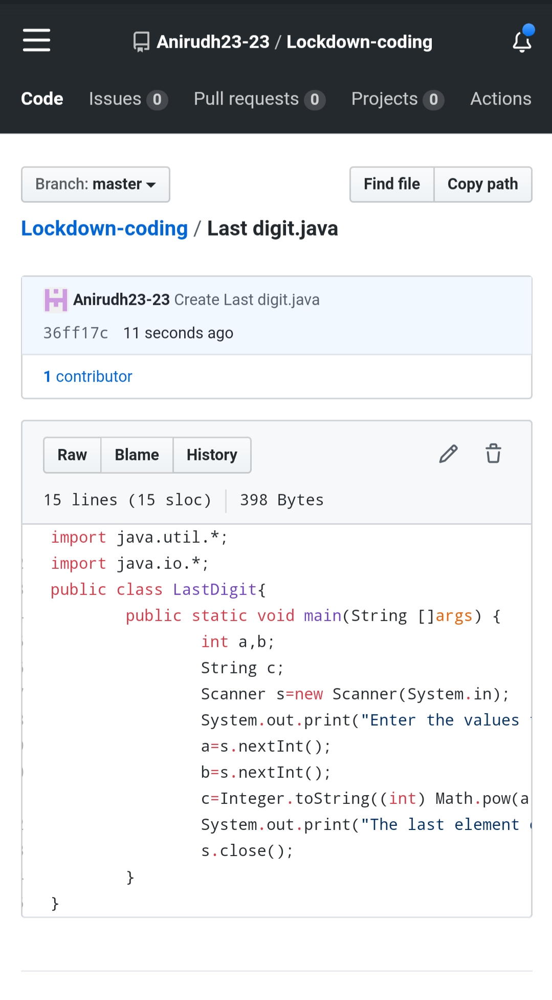 Anirudh23-23 / Lockdown-coding
Code Issues 0 Pull requests 0 Projects 0 Actions
Branch: master Find file Copy path
Lockdown-coding / Last digit.java
Anirudh23-23 Create Last digit.java
36ff17c 11 seconds ago
1 contributor
Raw Blame History
15 lines (15 sloc) 398 Bytes
import java.util.*;
import java.io.*;
public class LastDigit{
public static void main(String []args) {
int a,b;
String c;
Scanner s=new Scanner(System.in);
System.out.print("Enter the values
a=s.nextInt();
b=s.nextInt();
c=Integer.toString((int) Math.pow(a
System.out.print("The last element
s.close();
}
}